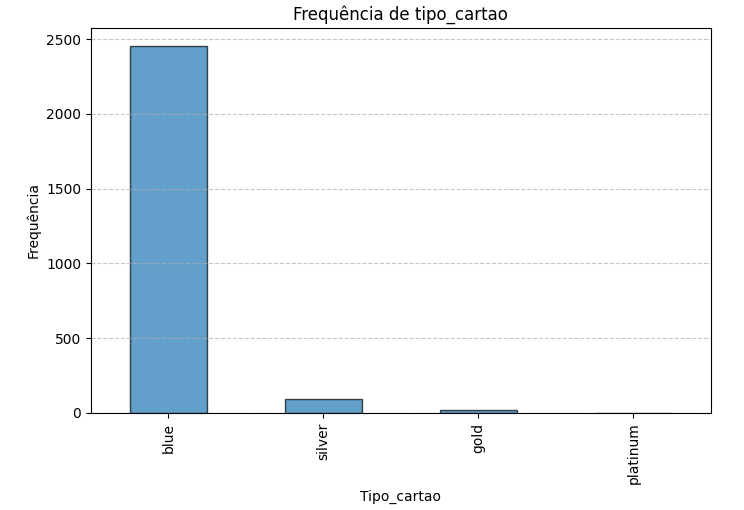 Frequência de tipo_cartao
Frequência
2500
2000
1500
1000
500
0
blue
silver
gold
platinum
Tipo_cartao